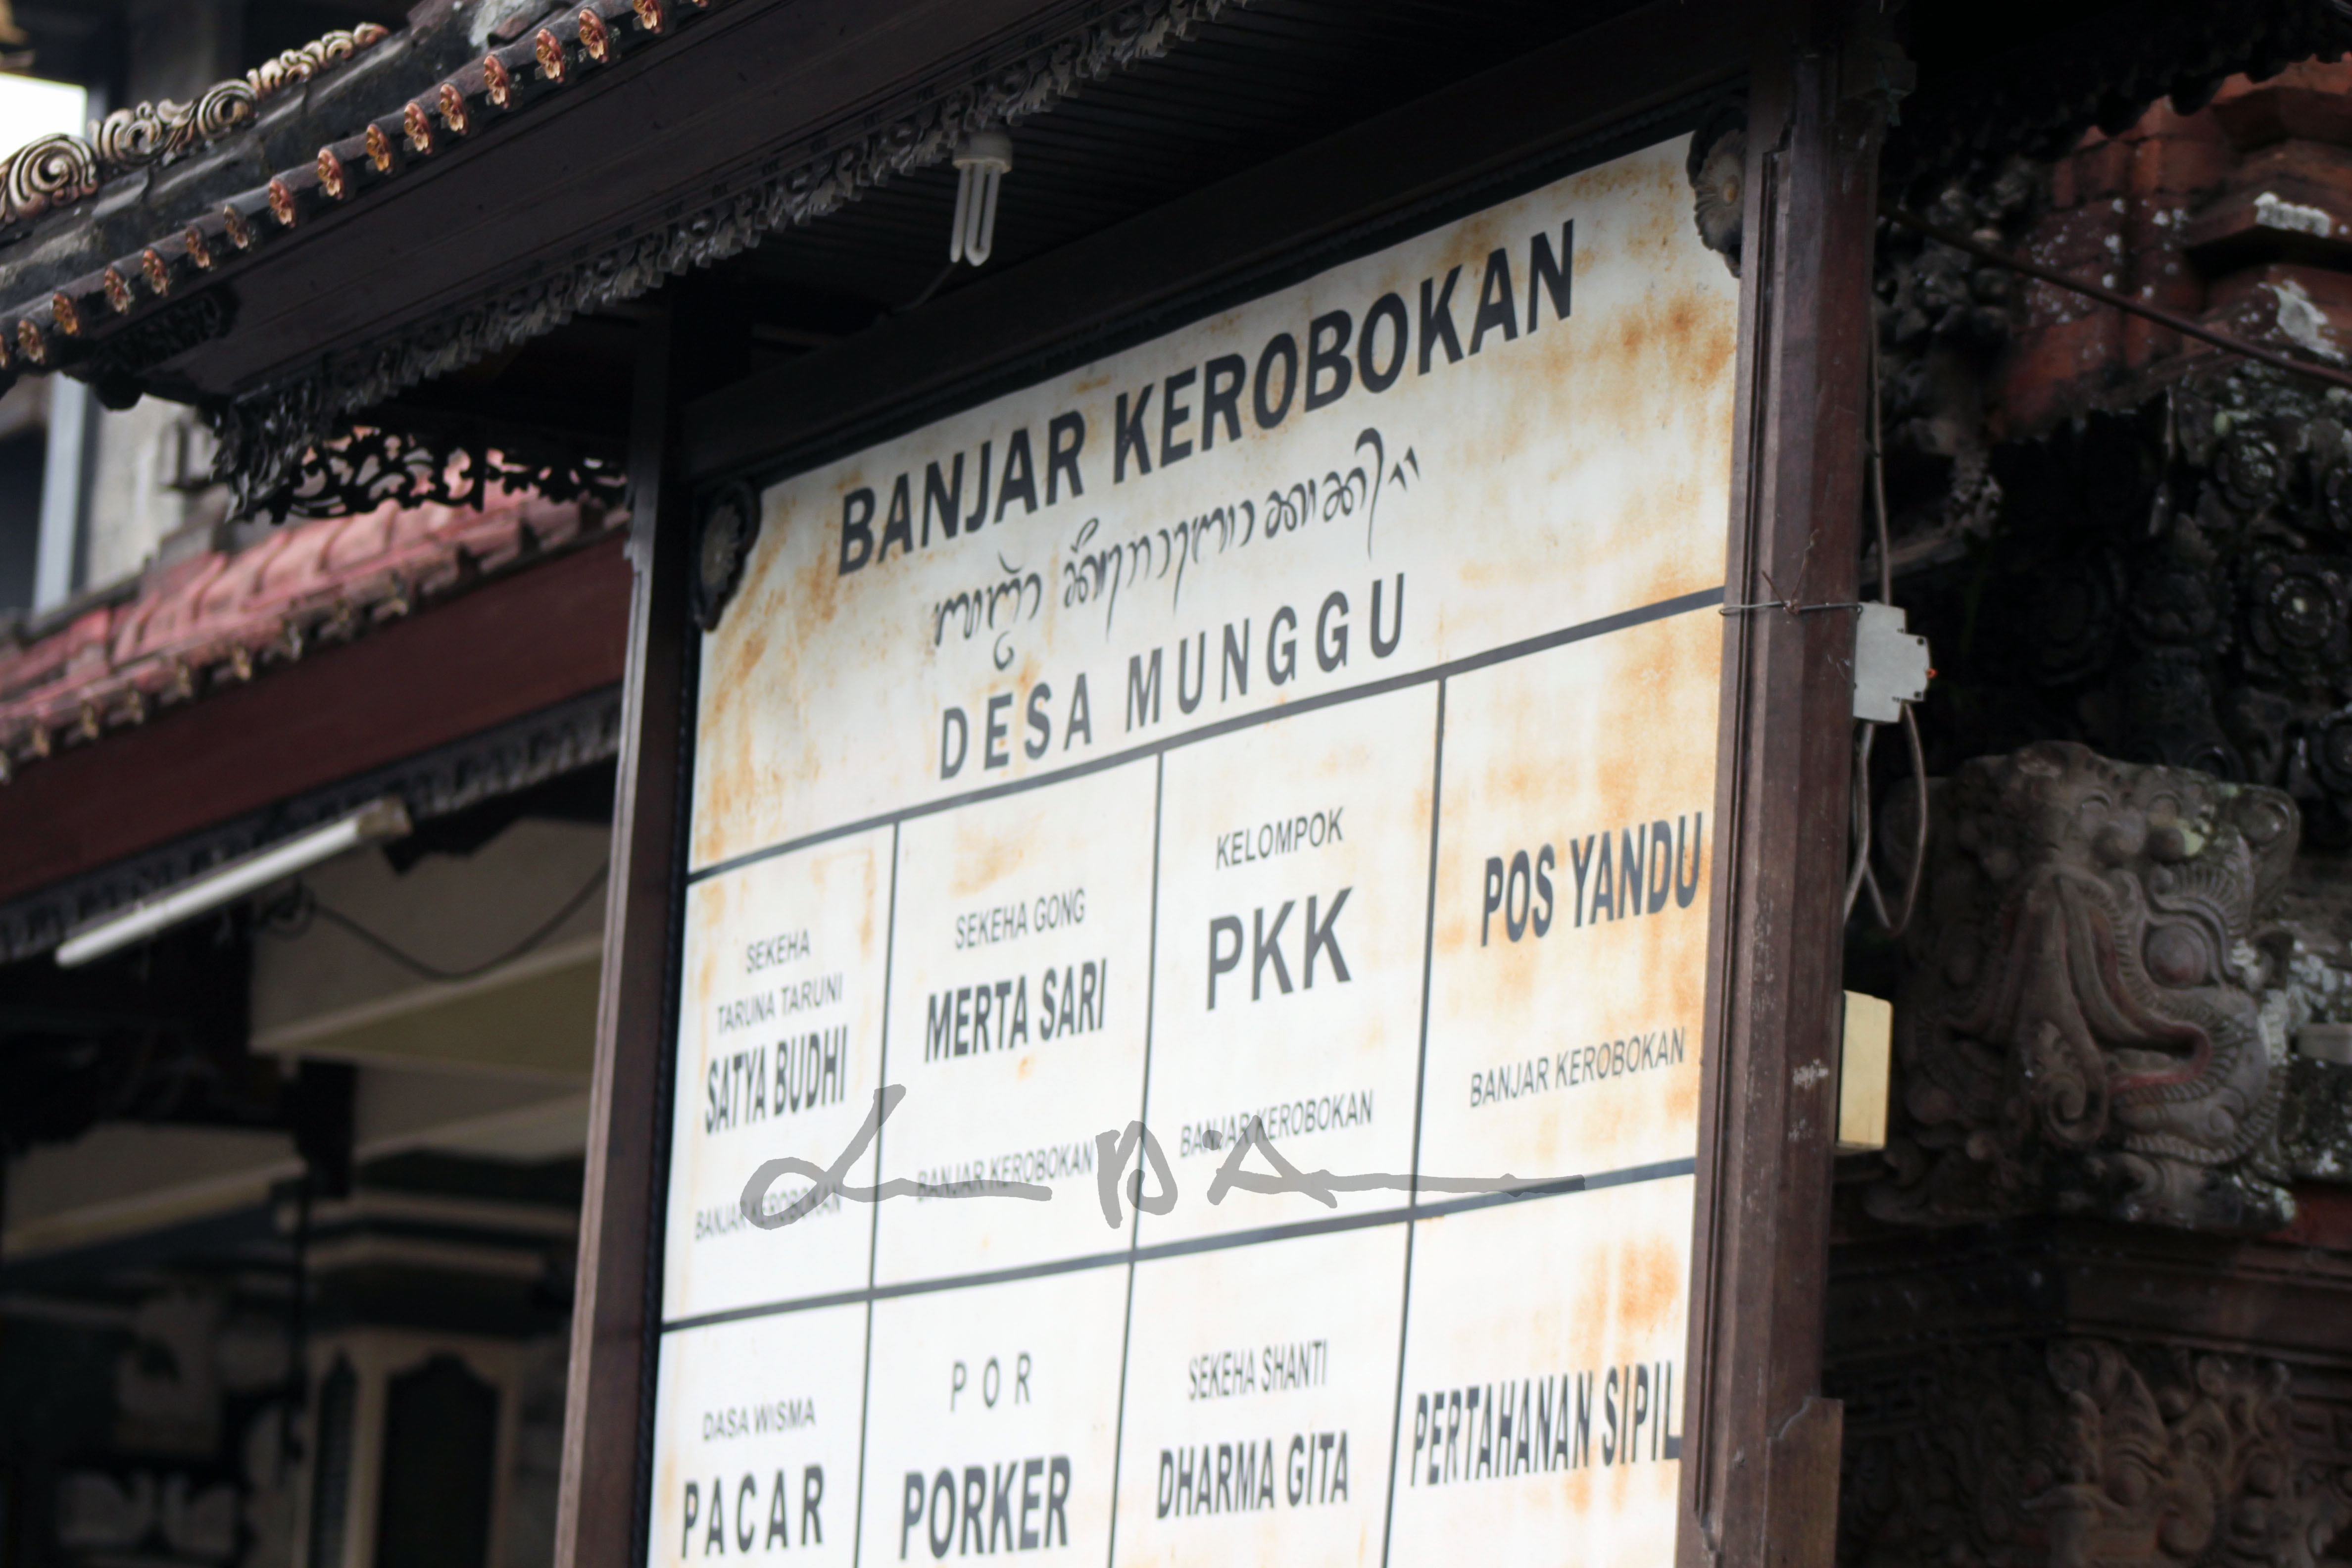 BANJAR KEROBOKAN
DESA MUNGGU
SEKEHA
TARUNA TARUNI
SATYA BUDHI
BANJAR KEROBOKAN
SEKEHA GONG
MERTA SARI
BANJAR KEROBOKAN
KELOMPOK
PKK
BANJAR KEROBOKAN
POS YANDU
BANJAR KEROBOKAN
DASA WISMA
PACAR
POR
PORKER
SEKEHA SHANTI
DHARMA GITA
PERTAHANAN SIPIL